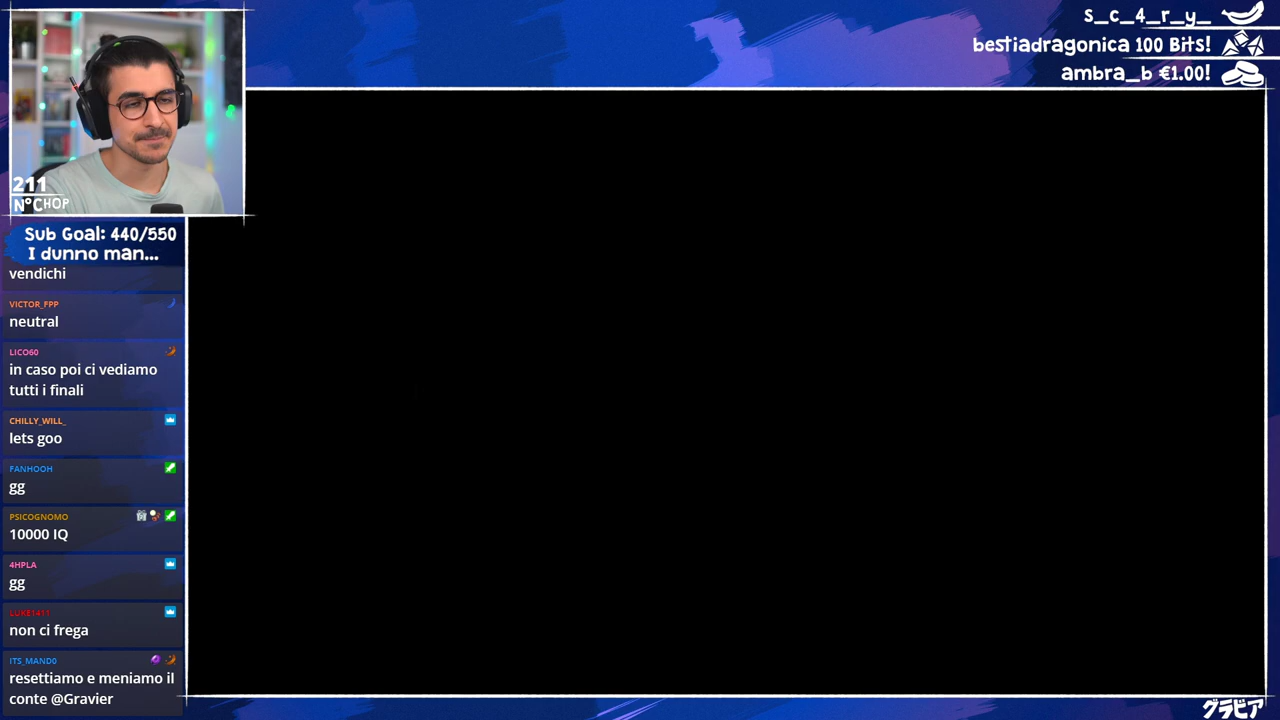 s_c_4_r_y_
bestiadragonica 100 Bits!
ambra_b €1.00!
211
N°CHOP
Sub Goal: 440/550
I dunno man...
vendichi
VICTOR_FPP
neutral
LICO60
in caso poi ci vediamo
tutti i finali
CHILLY_WILL_
lets goo
FANHOOH
gg
PSICOGNOMO
10000 IQ
4HPLA
gg
LUKE1411
non ci frega
ITS_MAND0
resettiamo e meniamo il
conte @Gravier
グラビア